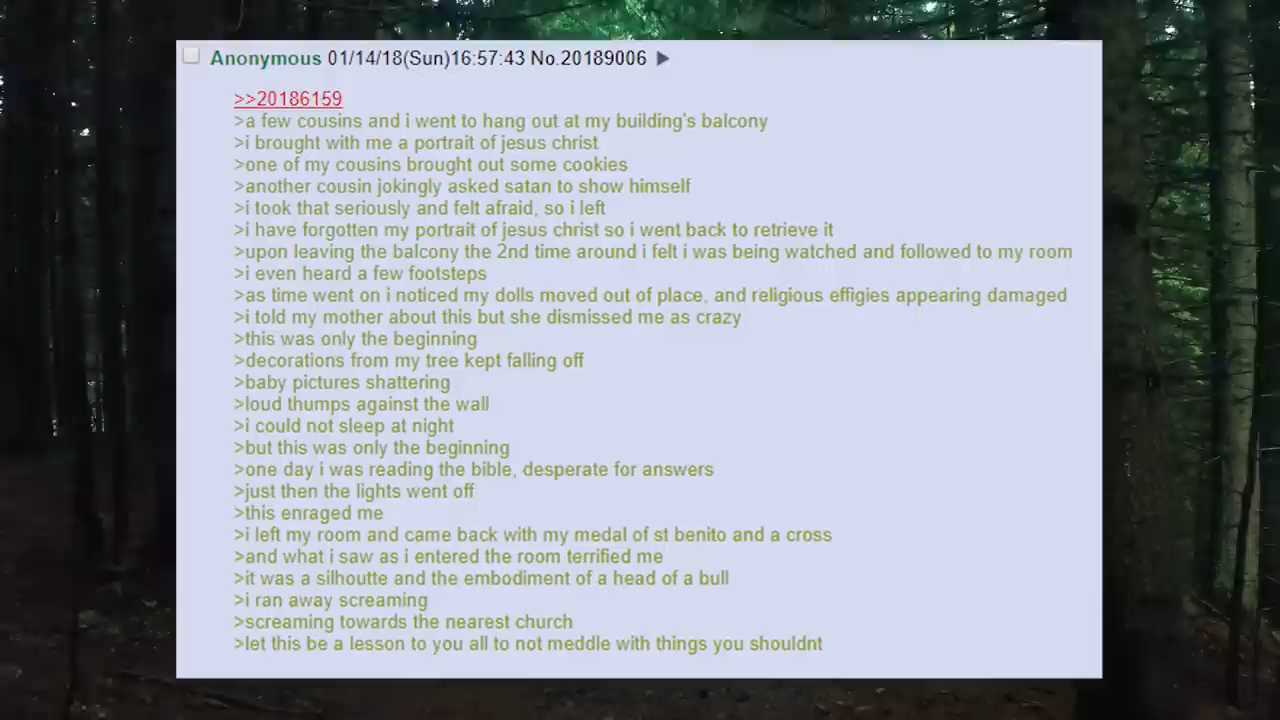 Anonymous 01/14/18(Sun)16:57:43 No.20189006 ▶
>>20186159
>a few cousins and i went to hang out at my building's balcony
>i brought with me a portrait of jesus christ
>one of my cousins brought out some cookies
>another cousin jokingly asked satan to show himself
>i took that seriously and felt afraid, so i left
>i have forgotten my portrait of jesus christ so i went back to retrieve it
>upon leaving the balcony the 2nd time around i felt i was being watched and followed to my room
>i even heard a few footsteps
>as time went on i noticed my dolls moved out of place, and religious effigies appearing damaged
>i told my mother about this but she dismissed me as crazy
>this was only the beginning
>decorations from my tree kept falling off
>baby pictures shattering
>loud thumps against the wall
>i could not sleep at night
>but this was only the beginning
>one day i was reading the bible, desperate for answers
>just then the lights went off
>this enraged me
>i left my room and came back with my medal of st benito and a cross
>and what i saw as i entered the room terrified me
>it was a silhoutte and the embodiment of a head of a bull
>i ran away screaming
>screaming towards the nearest church
>let this be a lesson to you all to not meddle with things you shouldnt